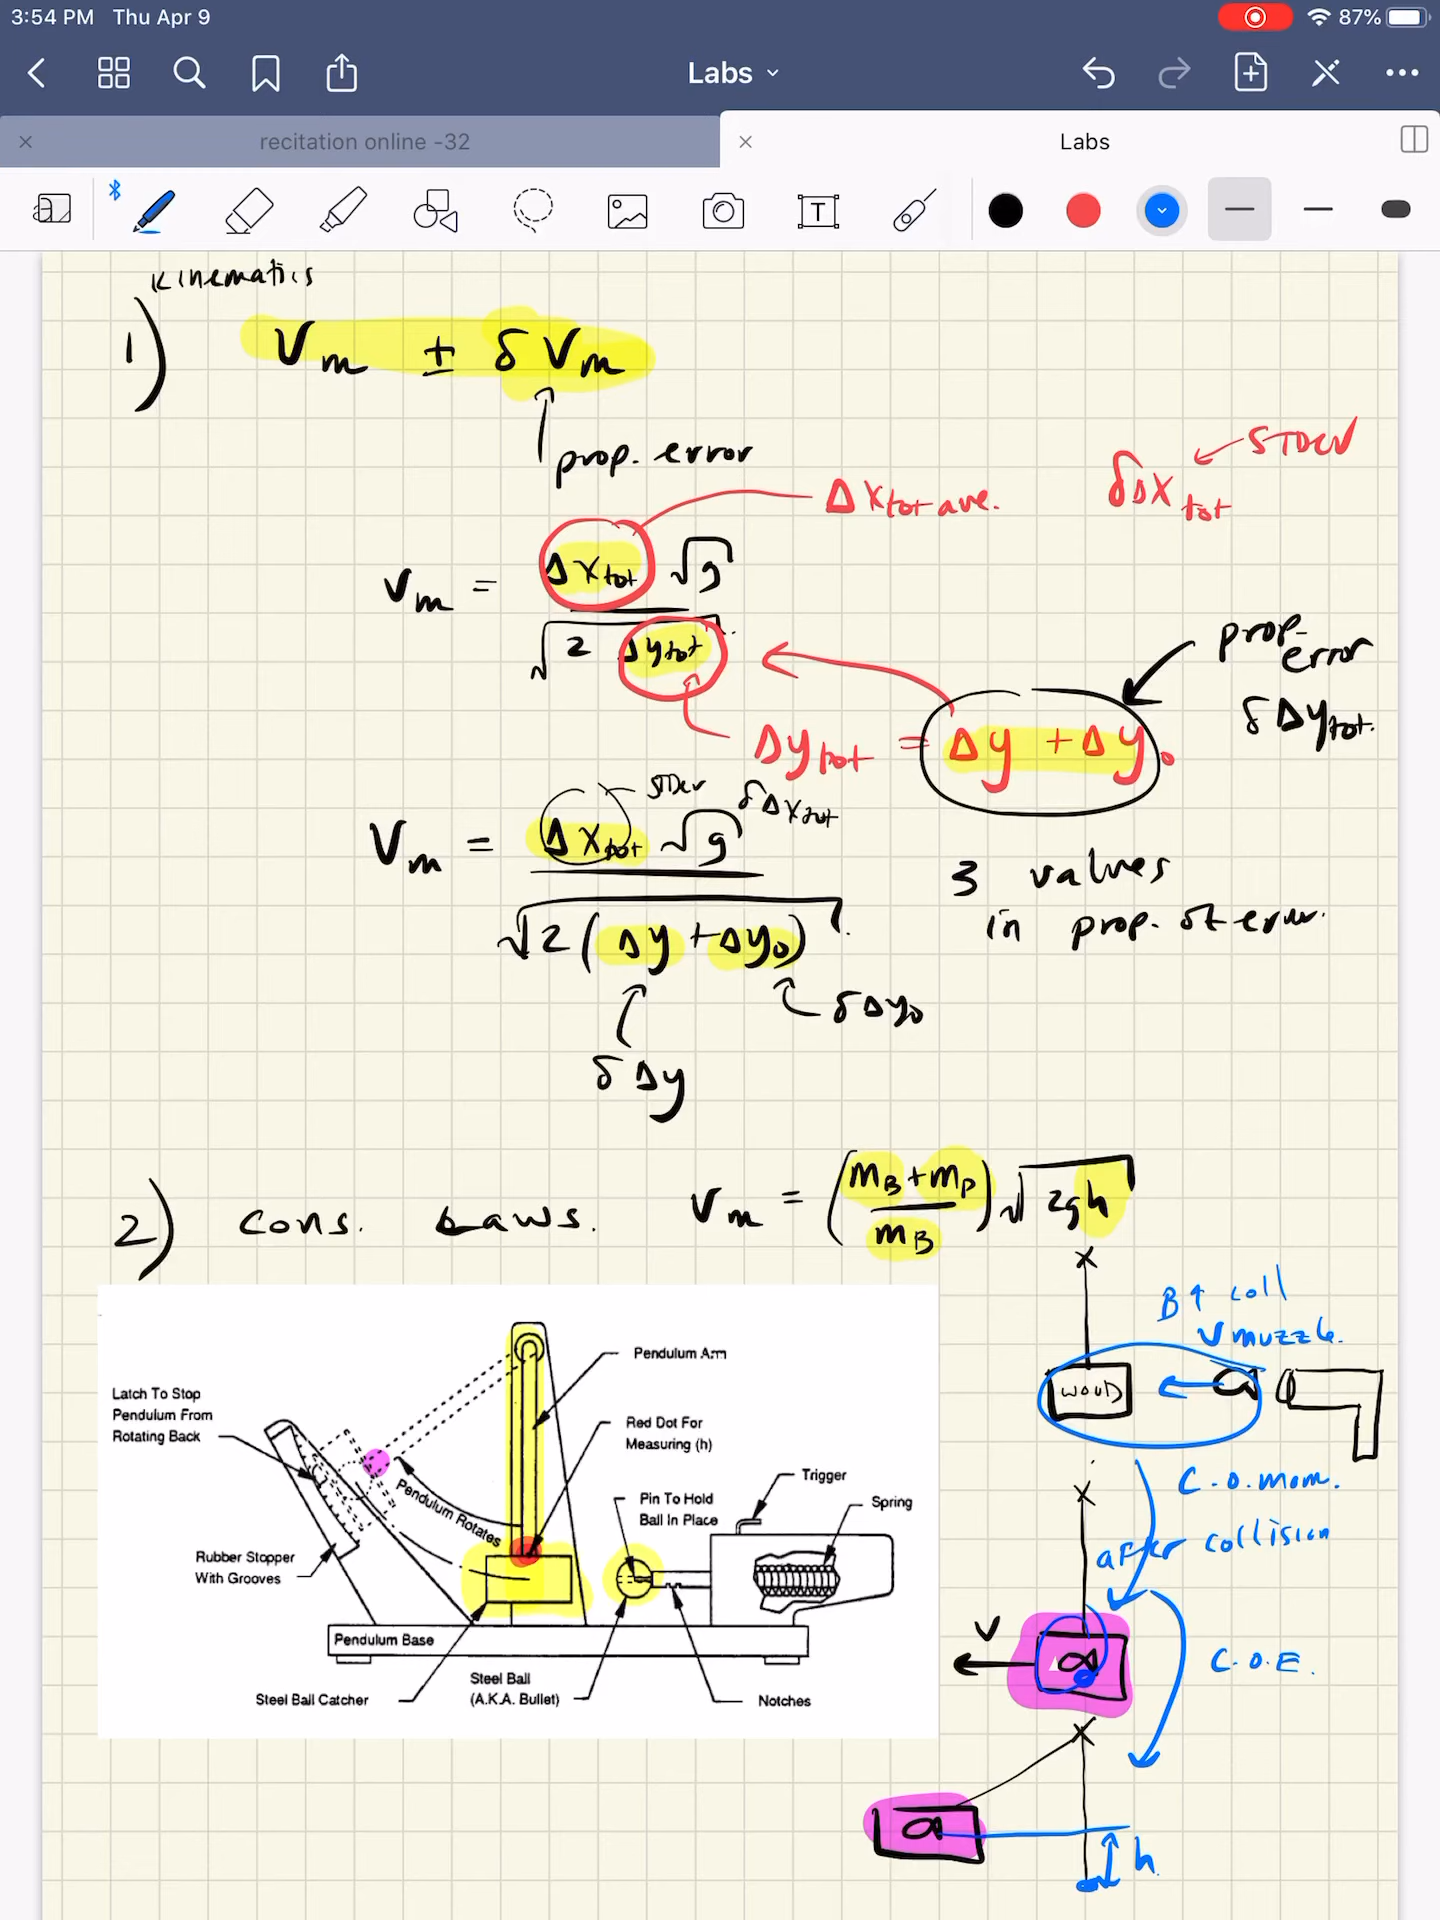 3:54 PM Thu Apr 9
87%
Labs
recitation online -32
Labs
T
Kinematics
1) Vm ± δVm
prop. error
ΔXtot ave.
δΔXtot
STDEV
Vm = ΔXtot √g / √2 Δytot
Δytot = Δy + Δy₀
prop. error
δΔytot.
Vm = ΔXtot √g / √2(Δy + Δy₀)
STDEV
δΔXtot
3 values
in prop. of error.
δΔy
δΔy₀
2) Cons. Laws. Vm = (mB + mP / mB) √2gh
Pendulum Arm
Latch To Stop
Pendulum From
Rotating Back
Red Dot For
Measuring (h)
Pendulum Rotates
Pin To Hold
Ball In Place
Trigger
Spring
Rubber Stopper
With Grooves
Pendulum Base
Steel Ball Catcher
Steel Ball
(A.K.A. Bullet)
Notches
B4 coll
Vmuzzle.
wood
C.O.mom.
after collision
V
C.O.E.
h